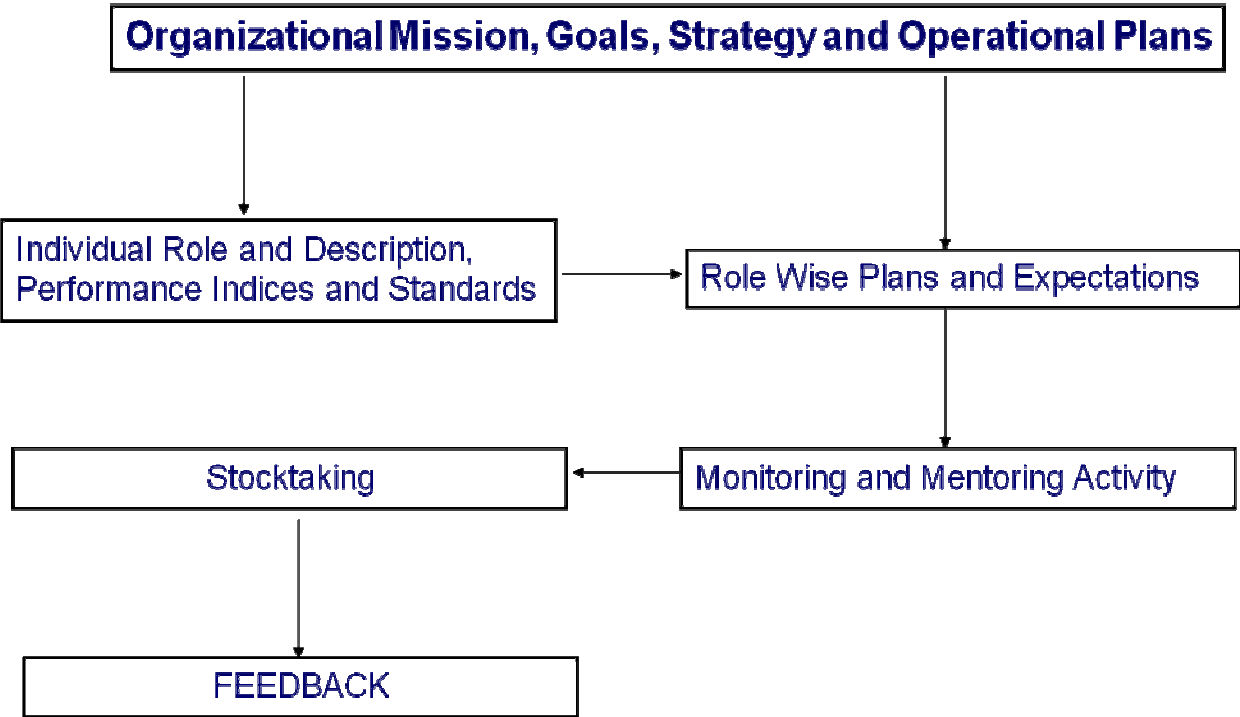 Organizational Mission, Goals, Strategy and Operational Plans
Individual Role and Description,
Performance Indices and Standards
Role Wise Plans and Expectations
Stocktaking
Monitoring and Mentoring Activity
FEEDBACK